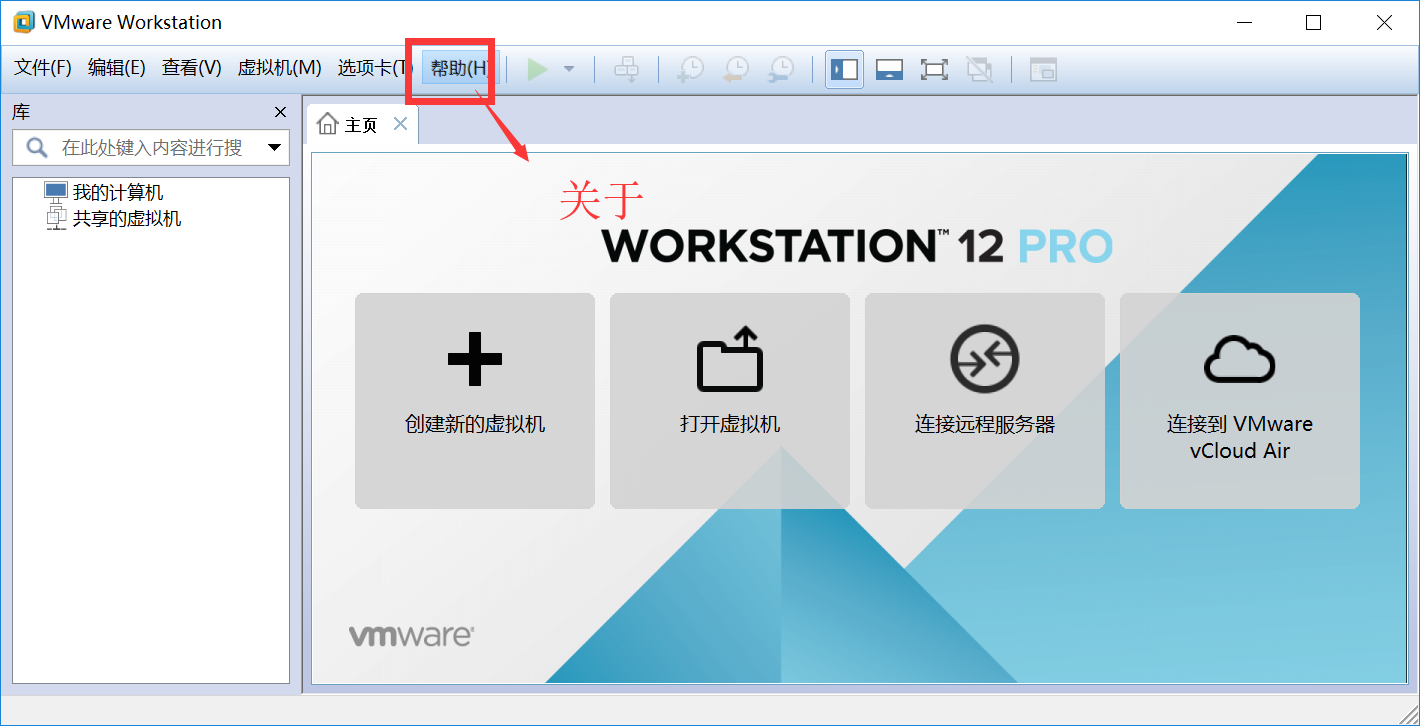 VMware Workstation
文件(F) 编辑(E) 查看(V) 虚拟机(M) 选项卡(T) 帮助(H)
库
主页
在此处键入内容进行搜
我的计算机
共享的虚拟机
关于
WORKSTATION™ 12 PRO
创建新的虚拟机
打开虚拟机
连接远程服务器
连接到 VMware
vCloud Air
vmware®